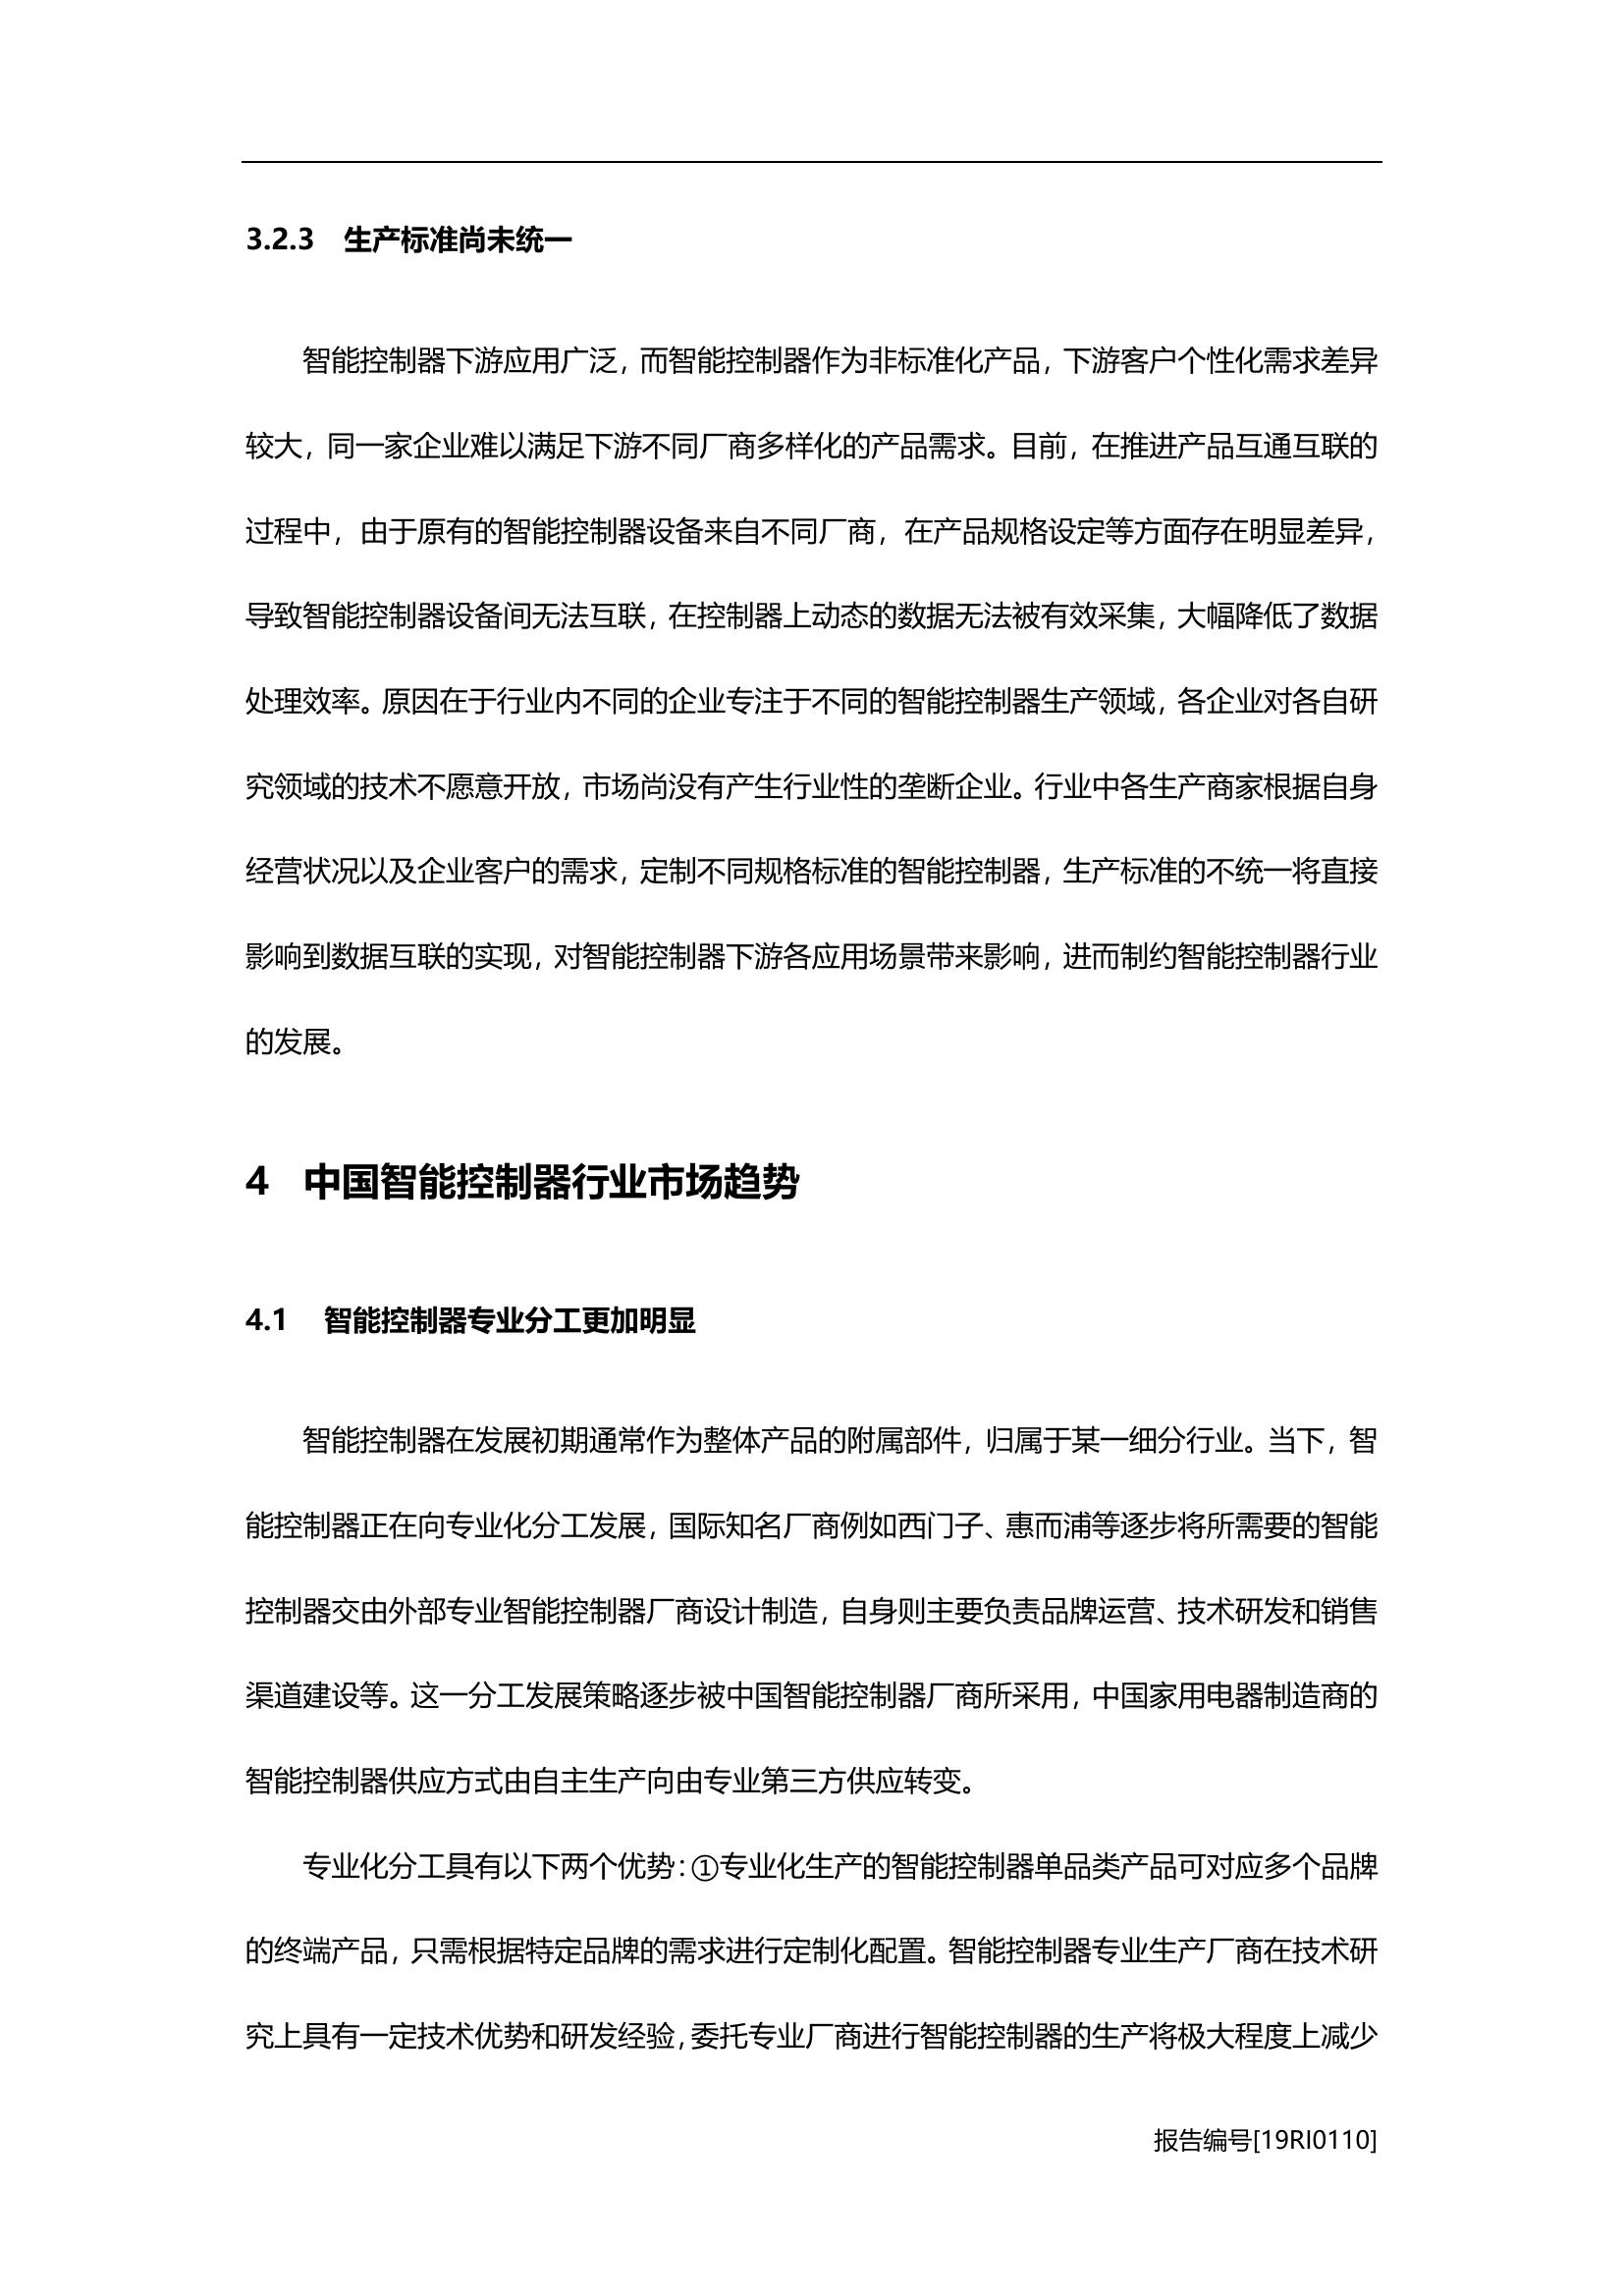 3.2.3 生产标准尚未统一
智能控制器下游应用广泛，而智能控制器作为非标准化产品，下游客户个性化需求差异
较大，同一家企业难以满足下游不同厂商多样化的产品需求。目前，在推进产品互通互联的
过程中，由于原有的智能控制器设备来自不同厂商，在产品规格设定等方面存在明显差异，
导致智能控制器设备间无法互联，在控制器上动态的数据无法被有效采集，大幅降低了数据
处理效率。原因在于行业内不同的企业专注于不同的智能控制器生产领域，各企业对各自研
究领域的技术不愿意开放，市场尚没有产生行业性的垄断企业。行业中各生产商家根据自身
经营状况以及企业客户的需求，定制不同规格标准的智能控制器，生产标准的不统一将直接
影响到数据互联的实现，对智能控制器下游各应用场景带来影响，进而制约智能控制器行业
的发展。
4 中国智能控制器行业市场趋势
4.1 智能控制器专业分工更加明显
智能控制器在发展初期通常作为整体产品的附属部件，归属于某一细分行业。当下，智
能控制器正在向专业化分工发展，国际知名厂商例如西门子、惠而浦等逐步将所需要的智能
控制器交由外部专业智能控制器厂商设计制造，自身则主要负责品牌运营、技术研发和销售
渠道建设等。这一分工发展策略逐步被中国智能控制器厂商所采用，中国家用电器制造商的
智能控制器供应方式由自主生产向由专业第三方供应转变。
专业化分工具有以下两个优势：①专业化生产的智能控制器单品类产品可对应多个品牌
的终端产品，只需根据特定品牌的需求进行定制化配置。智能控制器专业生产厂商在技术研
究上具有一定技术优势和研发经验，委托专业厂商进行智能控制器的生产将极大程度上减少
报告编号[19RI0110]